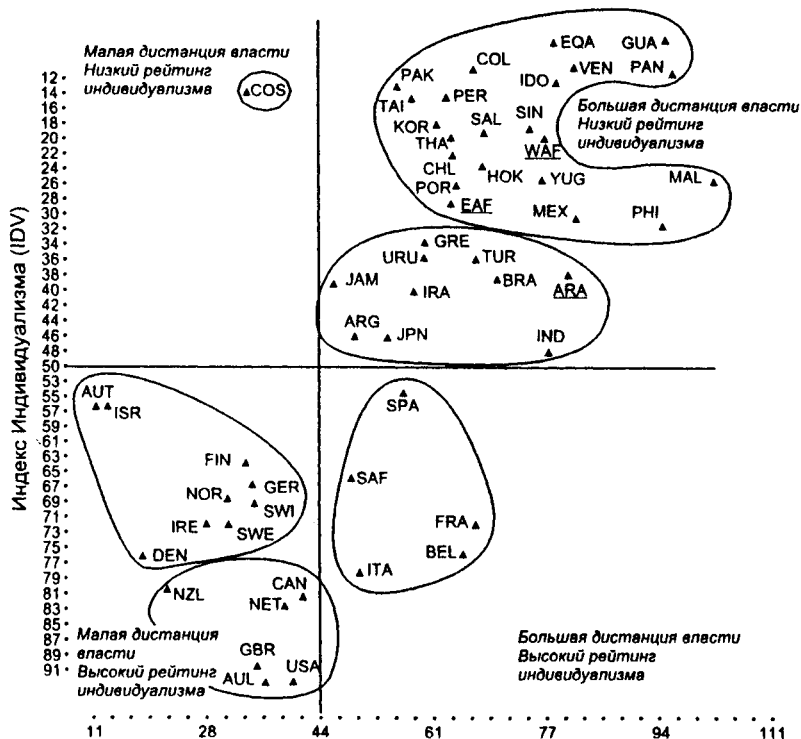 Малая дистанция власти
Низкий рейтинг
индивидуализма
COS
PAK
COL
EQA
GUA
VEN
PAN
TAI
PER
IDO
Большая дистанция власти
Низкий рейтинг
индивидуализма
KOR
SAL
SIN
THA
WAF
CHL
HOK
YUG
MAL
POR
EAF
MEX
PHI
GRE
URU
TUR
JAM
IRA
BRA
ARA
ARG
JPN
IND
Индекс Индивидуализма (IDV)
12
14
16
18
20
22
24
26
28
30
32
34
36
38
40
42
44
46
48
50
53
55
57
59
61
63
65
67
69
71
73
75
77
79
81
83
85
87
89
91
AUT
ISR
SPA
FIN
GER
SAF
NOR
SWI
IRE
SWE
FRA
DEN
BEL
ITA
NZL
CAN
NET
Малая дистанция
власти
Высокий рейтинг
индивидуализма
GBR
AUL
USA
Большая дистанция власти
Высокий рейтинг
индивидуализма
11 28 44 61 77 94 111